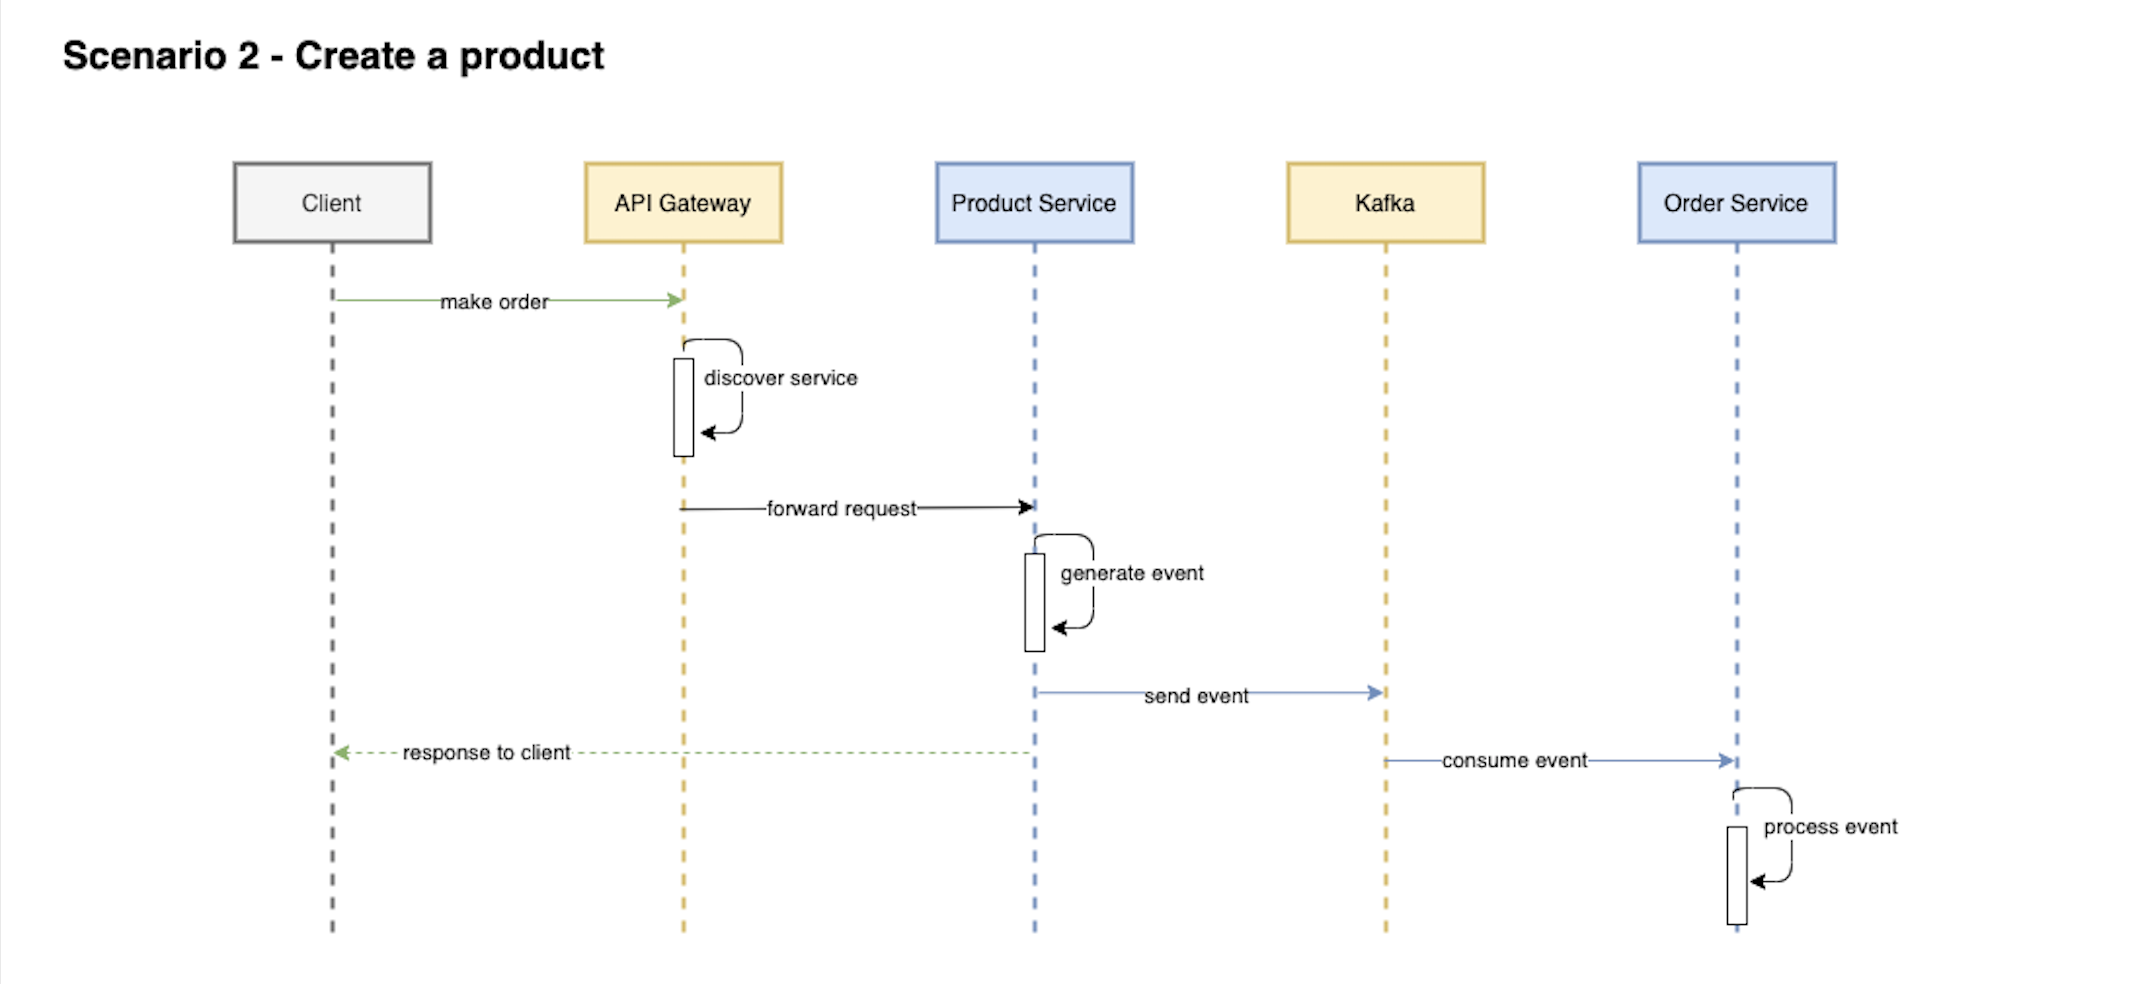 Scenario 2 - Create a product
Client
API Gateway
Product Service
Kafka
Order Service
make order
discover service
forward request
generate event
send event
response to client
consume event
process event